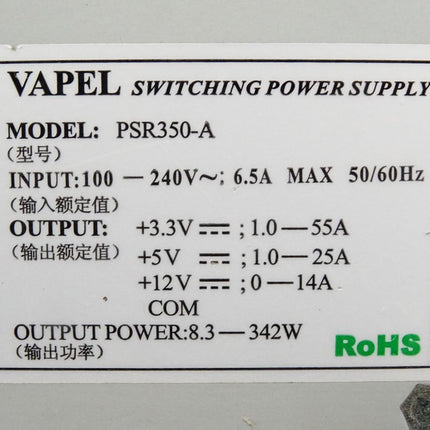 VAPEL SWITCHING POWER SUPPLY
MODEL: PSR350-A
（型号）
INPUT:100 — 240V～; 6.5A MAX 50/60Hz
（输入额定值）
OUTPUT: +3.3V ⎓ ; 1.0 — 55A
（输出额定值） +5V ⎓ ; 1.0 — 25A
+12V ⎓ ; 0 — 14A
COM
OUTPUT POWER:8.3 — 342W
（输出功率） RoHS